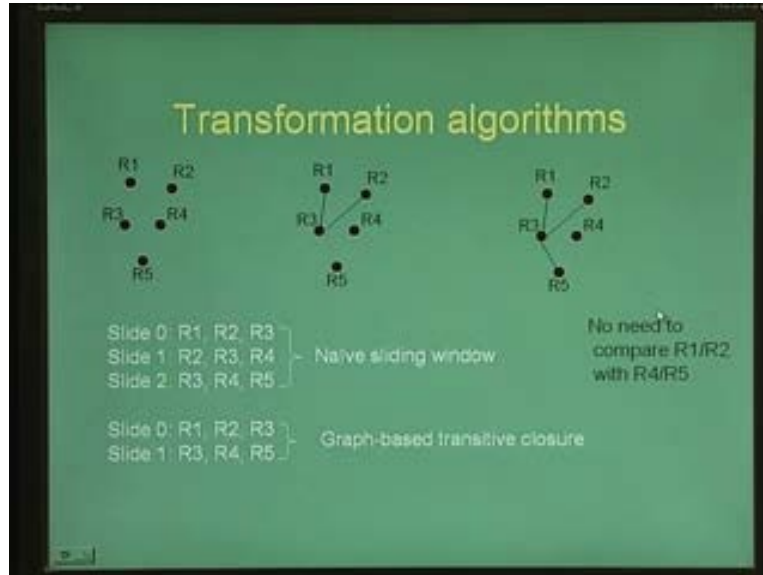 Transformation algorithms
R1 R2
R3 R4
R5
R1 R2
R3 R4
R5
R1 R2
R3 R4
R5
Slide 0: R1, R2, R3
Slide 1: R2, R3, R4
Slide 2: R3, R4, R5
Naïve sliding window
No need to
compare R1/R2
with R4/R5
Slide 0: R1, R2, R3
Slide 1: R3, R4, R5
Graph-based transitive closure